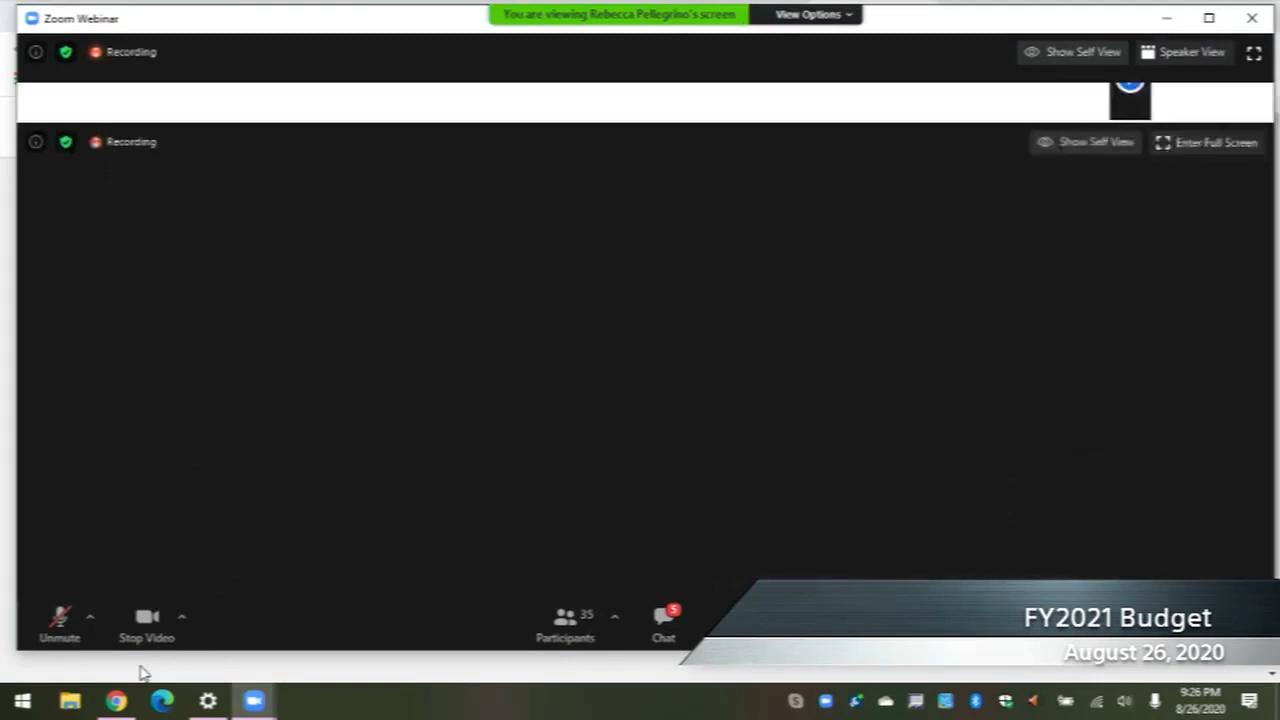 Zoom Webinar
You are viewing Rebecca Pellegrino's screen
View Options
Recording
Show Self View
Speaker View
Recording
Show Self View
Enter Full Screen
Unmute
Stop Video
35
Participants
5
Chat
FY2021 Budget
August 26, 2020
9:26 PM
8/26/2020